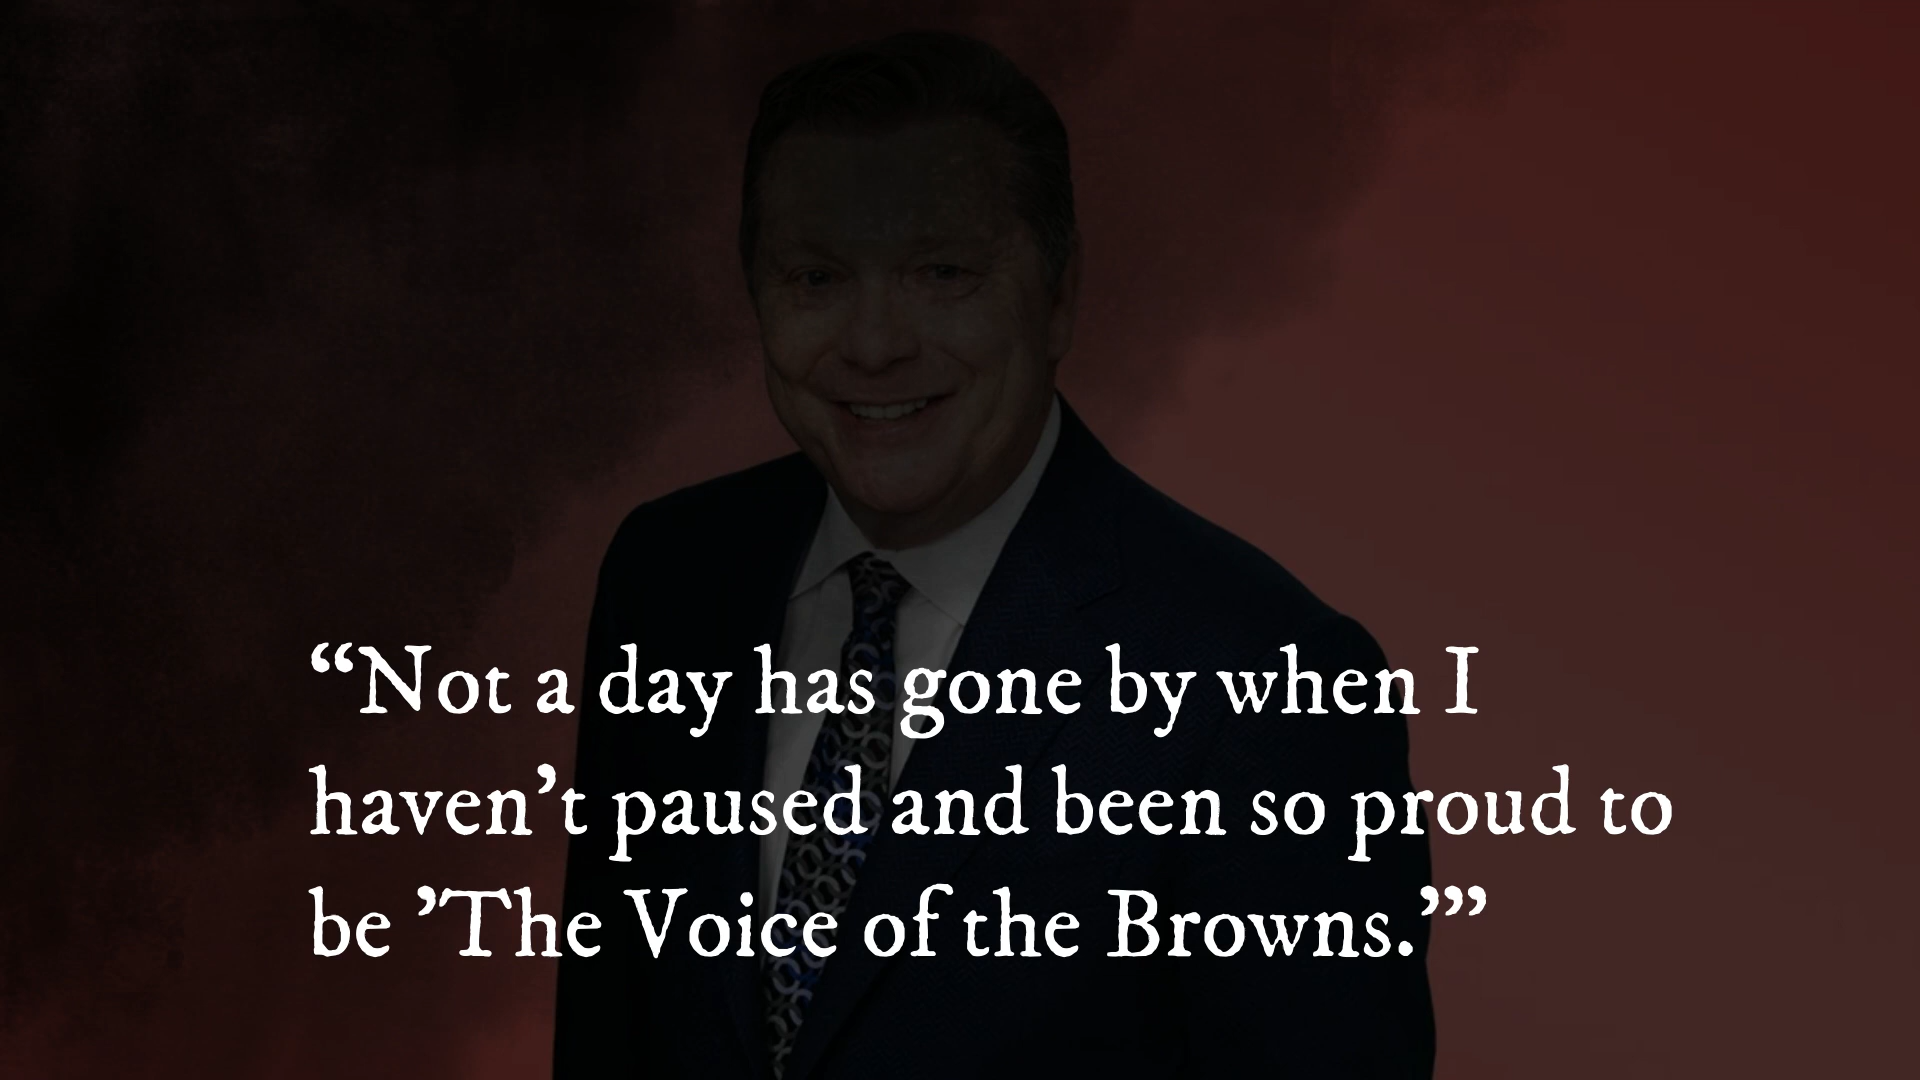 “Not a day has gone by when I
haven’t paused and been so proud to
be ’The Voice of the Browns.’”